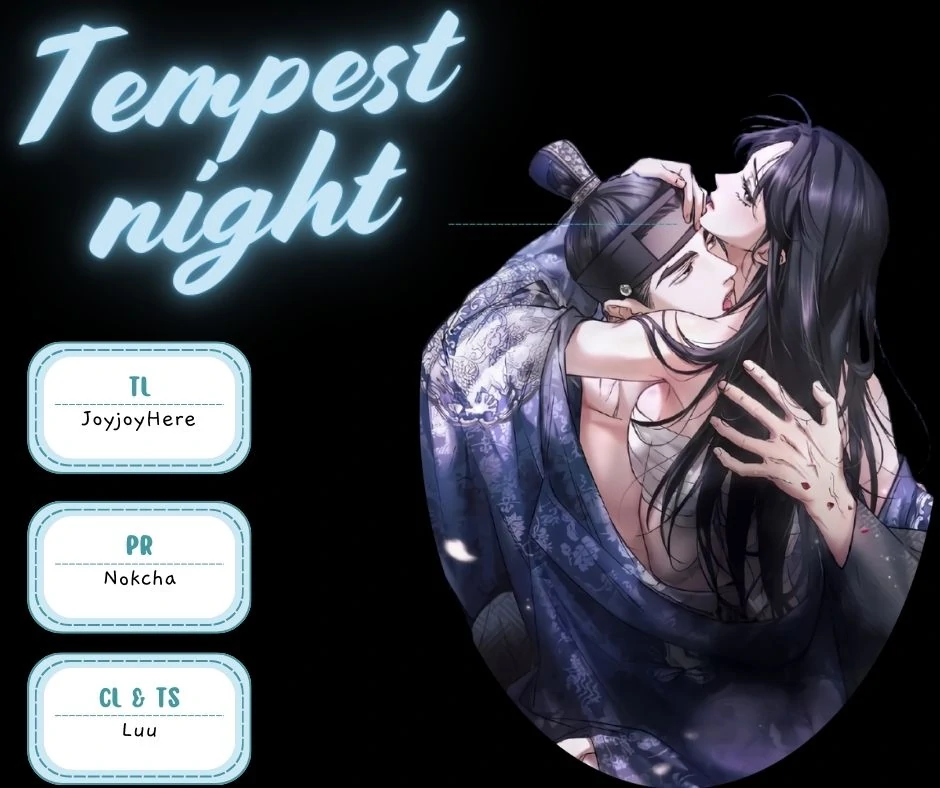 Tempest
night
TL
JoyjoyHere
PR
Nokcha
CL & TS
Luu